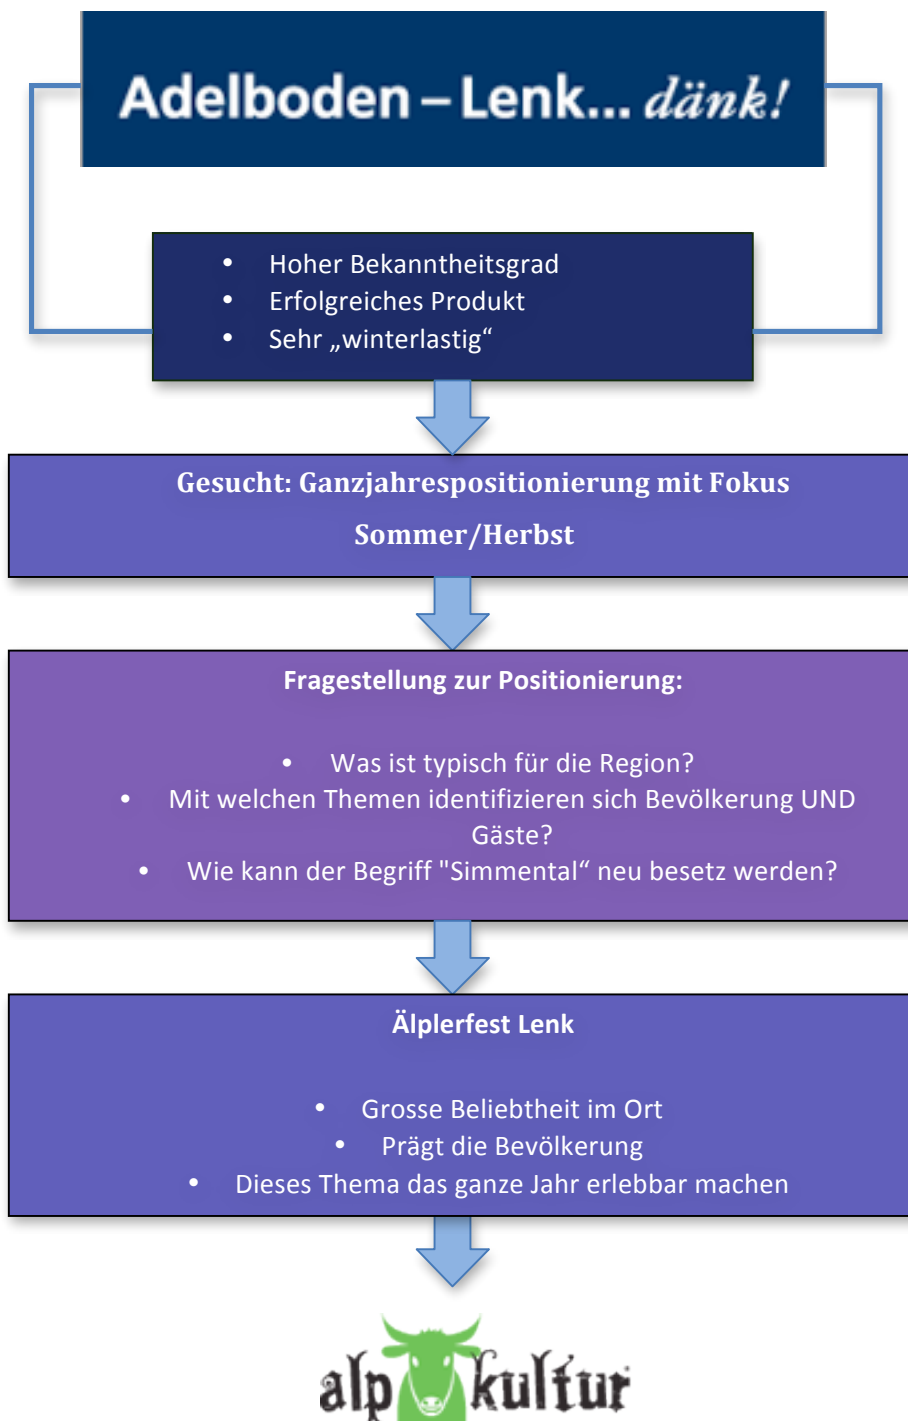 Adelboden – Lenk... dänk!
• Hoher Bekanntheitsgrad
• Erfolgreiches Produkt
• Sehr „winterlastig“
Gesucht: Ganzjahrespositionierung mit Fokus
Sommer/Herbst
Fragestellung zur Positionierung:
• Was ist typisch für die Region?
• Mit welchen Themen identifizieren sich Bevölkerung UND
Gäste?
• Wie kann der Begriff "Simmental“ neu besetz werden?
Älplerfest Lenk
• Grosse Beliebtheit im Ort
• Prägt die Bevölkerung
• Dieses Thema das ganze Jahr erlebbar machen
alpkultur